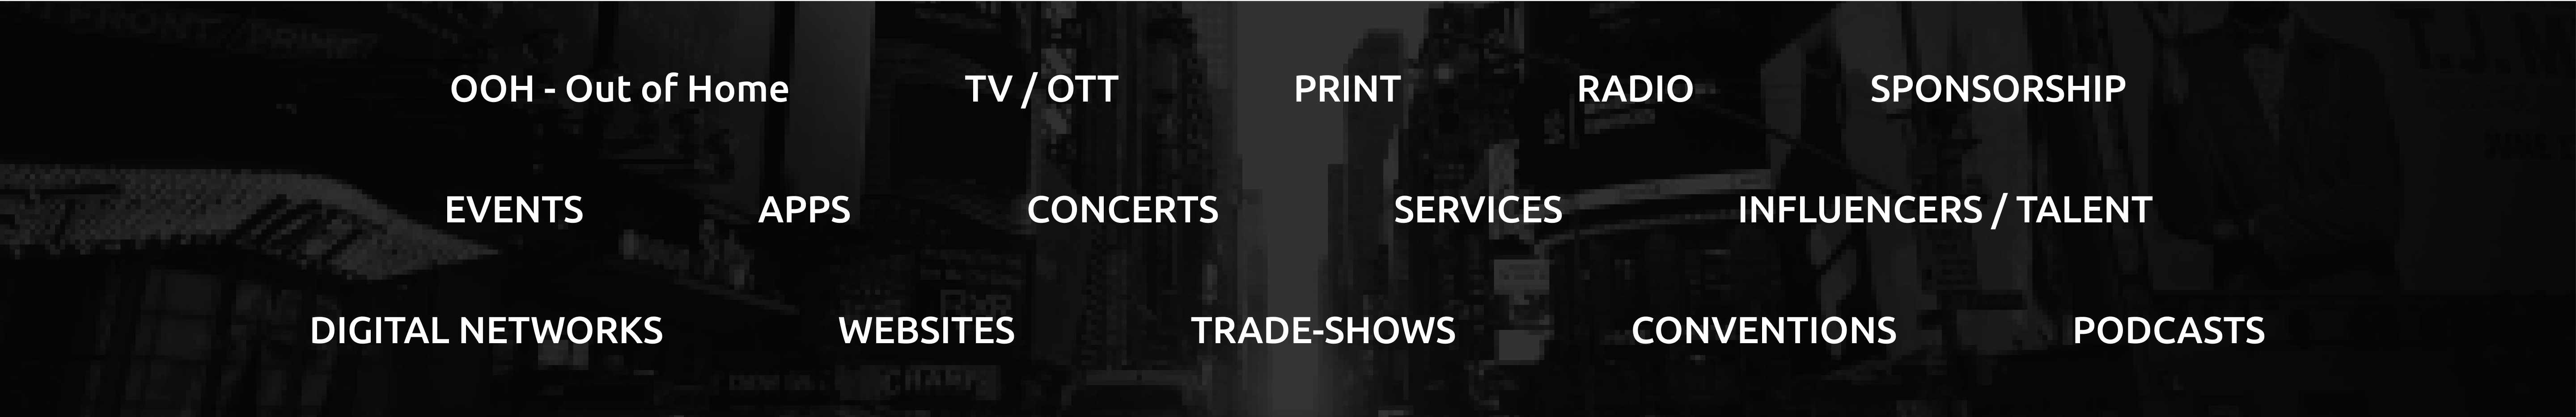 OOH - Out of Home TV / OTT PRINT RADIO SPONSORSHIP
EVENTS APPS CONCERTS SERVICES INFLUENCERS / TALENT
DIGITAL NETWORKS WEBSITES TRADE-SHOWS CONVENTIONS PODCASTS